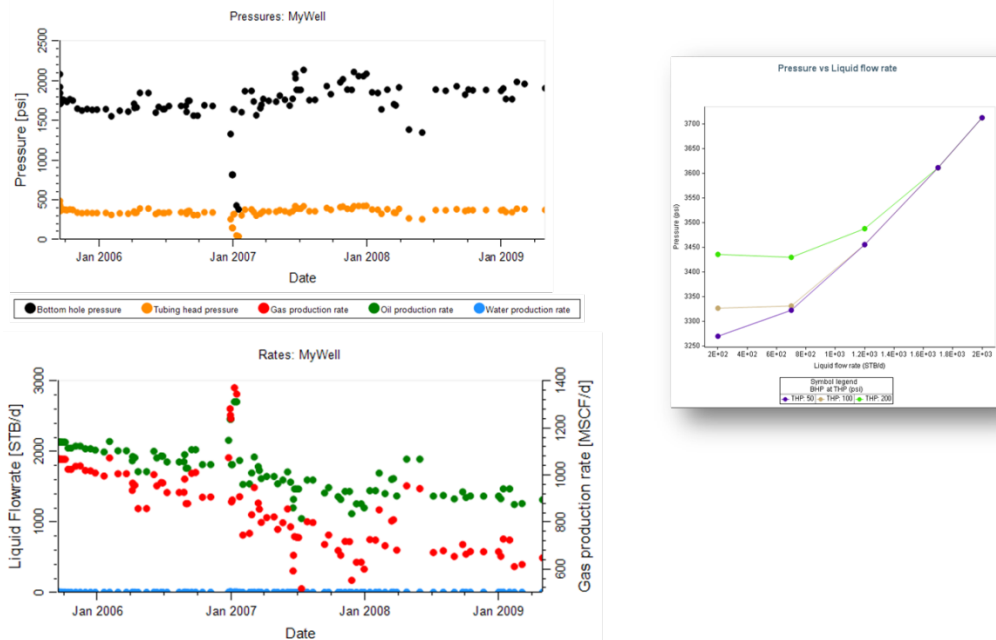 Pressures: MyWell
Pressure [psi]
2500
2000
1500
1000
500
0
Jan 2006 Jan 2007 Jan 2008 Jan 2009
Date
Bottom hole pressure Tubing head pressure Gas production rate Oil production rate Water production rate
Rates: MyWell
Liquid Flowrate [STB/d]
3000
2000
1000
0
Gas production rate [MSCF/d]
1400
1200
1000
800
600
Jan 2006 Jan 2007 Jan 2008 Jan 2009
Date
Pressure vs Liquid flow rate
Pressure (psi)
3700
3650
3600
3550
3500
3450
3400
3350
3300
3250
2E+02 4E+02 6E+02 8E+02 1E+03 1.2E+03 1.4E+03 1.6E+03 1.8E+03 2E+03
Liquid flow rate (STB/d)
Symbol legend
BHP at THP (psi)
THP: 50 THP: 100 THP: 200